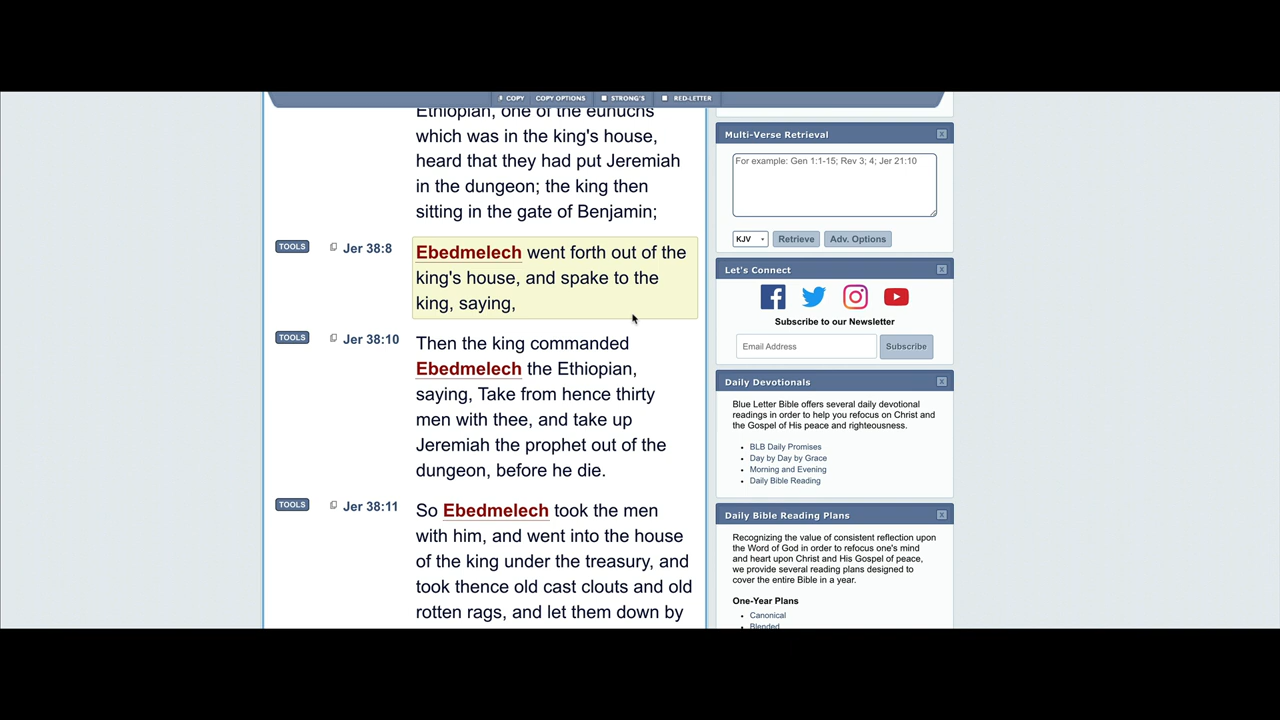 COPY COPY OPTIONS STRONG'S RED-LETTER
Ethiopian, one of the eunuchs
which was in the king's house,
heard that they had put Jeremiah
in the dungeon; the king then
sitting in the gate of Benjamin;
TOOLS Jer 38:8 Ebedmelech went forth out of the
king's house, and spake to the
king, saying,
TOOLS Jer 38:10 Then the king commanded
Ebedmelech the Ethiopian,
saying, Take from hence thirty
men with thee, and take up
Jeremiah the prophet out of the
dungeon, before he die.
TOOLS Jer 38:11 So Ebedmelech took the men
with him, and went into the house
of the king under the treasury, and
took thence old cast clouts and old
rotten rags, and let them down by
Multi-Verse Retrieval X
For example: Gen 1:1-15; Rev 3; 4; Jer 21:10
KJV Retrieve Adv. Options
Let's Connect X
Subscribe to our Newsletter
Email Address Subscribe
Daily Devotionals X
Blue Letter Bible offers several daily devotional
readings in order to help you refocus on Christ and
the Gospel of His peace and righteousness.
• BLB Daily Promises
• Day by Day by Grace
• Morning and Evening
• Daily Bible Reading
Daily Bible Reading Plans X
Recognizing the value of consistent reflection upon
the Word of God in order to refocus one's mind
and heart upon Christ and His Gospel of peace,
we provide several reading plans designed to
cover the entire Bible in a year.
One-Year Plans
• Canonical
• Blended